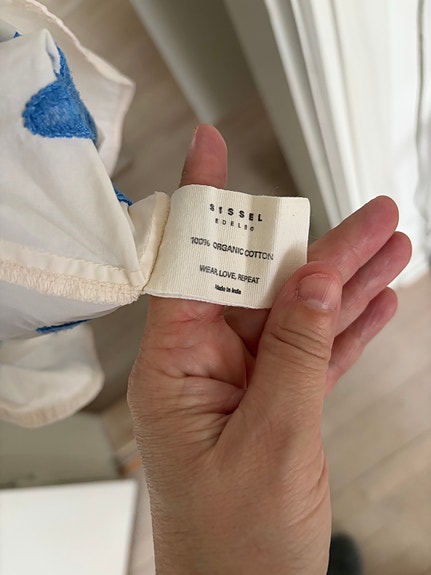 SISSEL
EDELBO
100% ORGANIC COTTON
WEAR, LOVE, REPEAT
Made in India